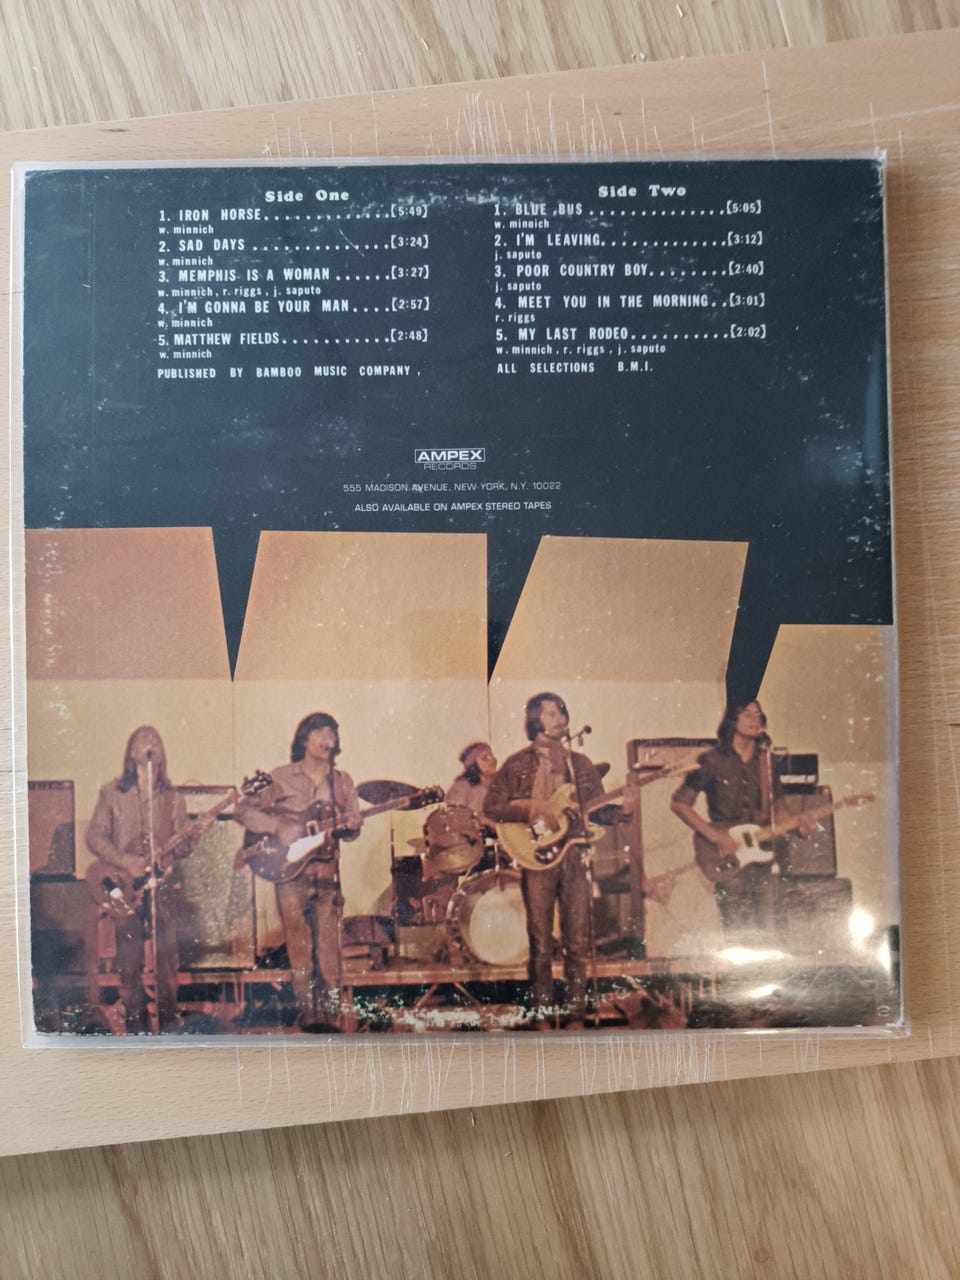 Side One
1. IRON HORSE.............[5:49]
w. minnich
2. SAD DAYS ..............[3:24]
w. minnich
3. MEMPHIS IS A WOMAN ......[3:27]
w. minnich , r. riggs , j. saputo
4. I'M GONNA BE YOUR MAN....[2:57]
w. minnich
5. MATTHEW FIELDS...........[2:48]
w. minnich
PUBLISHED BY BAMBOO MUSIC COMPANY ,
Side Two
1. BLUE BUS ..............[5:05]
w. minnich
2. I'M LEAVING.............[3:12]
j. saputo
3. POOR COUNTRY BOY........[2:40]
j. saputo
4. MEET YOU IN THE MORNING..[3:01]
r. riggs
5. MY LAST RODEO..........[2:02]
w. minnich , r. riggs , j. saputo
ALL SELECTIONS B.M.I.
AMPEX
RECORDS
555 MADISON AVENUE, NEW YORK, N.Y. 10022
ALSO AVAILABLE ON AMPEX STEREO TAPES